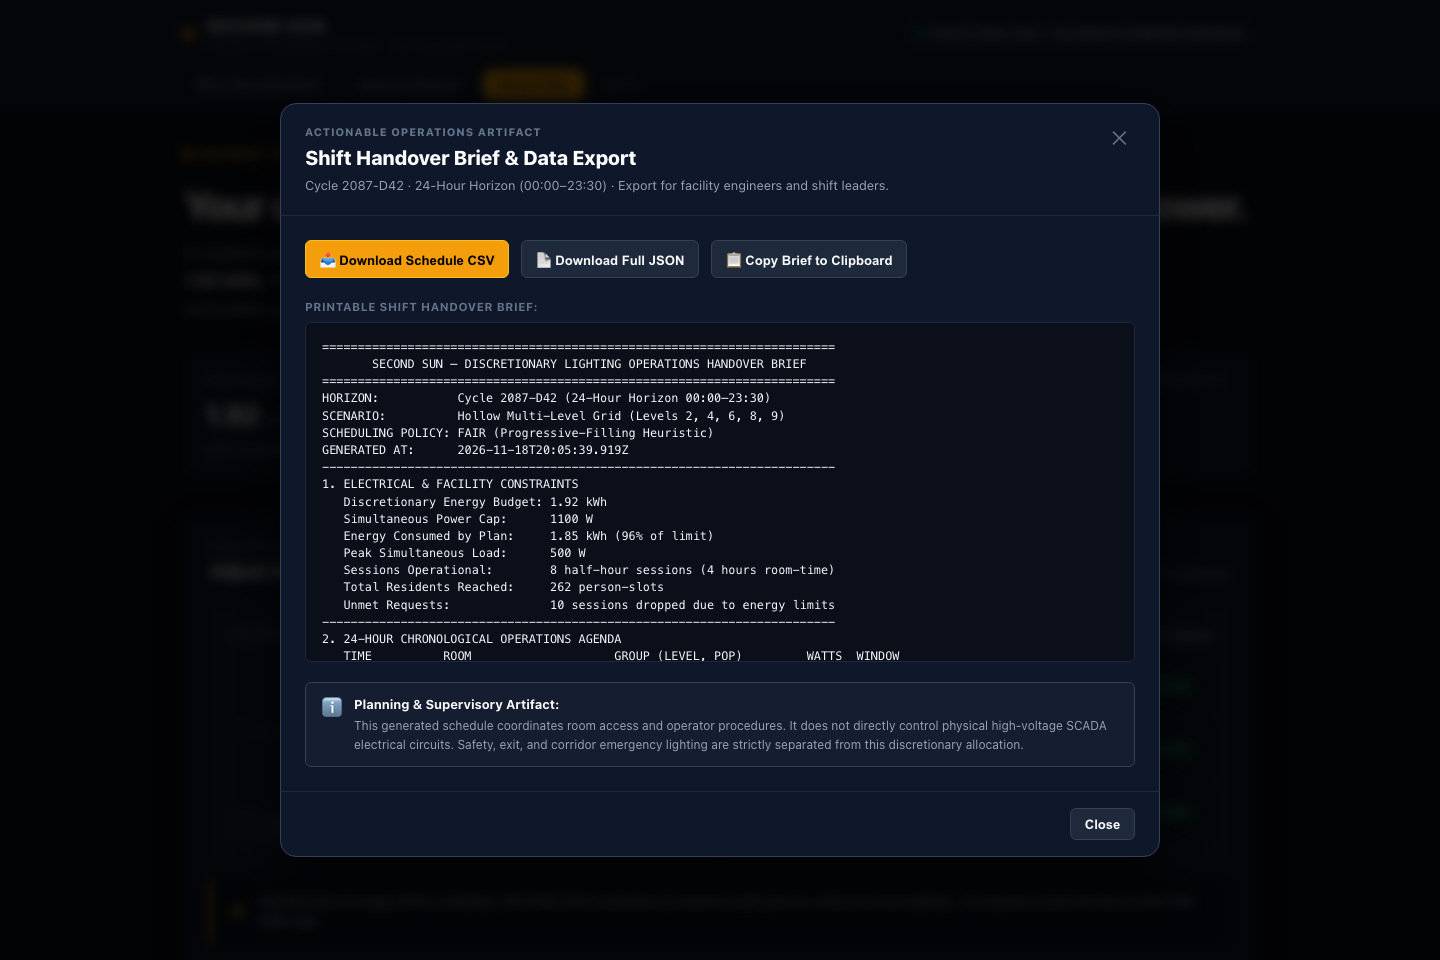 ACTIONABLE OPERATIONS ARTIFACT
Shift Handover Brief & Data Export
Cycle 2087-D42 · 24-Hour Horizon (00:00–23:30) · Export for facility engineers and shift leaders.
Download Schedule CSV
Download Full JSON
Copy Brief to Clipboard
PRINTABLE SHIFT HANDOVER BRIEF:
========================================================================
SECOND SUN — DISCRETIONARY LIGHTING OPERATIONS HANDOVER BRIEF
========================================================================
HORIZON: Cycle 2087-D42 (24-Hour Horizon 00:00–23:30)
SCENARIO: Hollow Multi-Level Grid (Levels 2, 4, 6, 8, 9)
SCHEDULING POLICY: FAIR (Progressive-Filling Heuristic)
GENERATED AT: 2026-11-18T20:05:39.919Z
------------------------------------------------------------------------
1. ELECTRICAL & FACILITY CONSTRAINTS
Discretionary Energy Budget: 1.92 kWh
Simultaneous Power Cap: 1100 W
Energy Consumed by Plan: 1.85 kWh (96% of limit)
Peak Simultaneous Load: 500 W
Sessions Operational: 8 half-hour sessions (4 hours room-time)
Total Residents Reached: 262 person-slots
Unmet Requests: 10 sessions dropped due to energy limits
------------------------------------------------------------------------
2. 24-HOUR CHRONOLOGICAL OPERATIONS AGENDA
TIME ROOM GROUP (LEVEL, POP) WATTS WINDOW
Planning & Supervisory Artifact:
This generated schedule coordinates room access and operator procedures. It does not directly control physical high-voltage SCADA
electrical circuits. Safety, exit, and corridor emergency lighting are strictly separated from this discretionary allocation.
Close